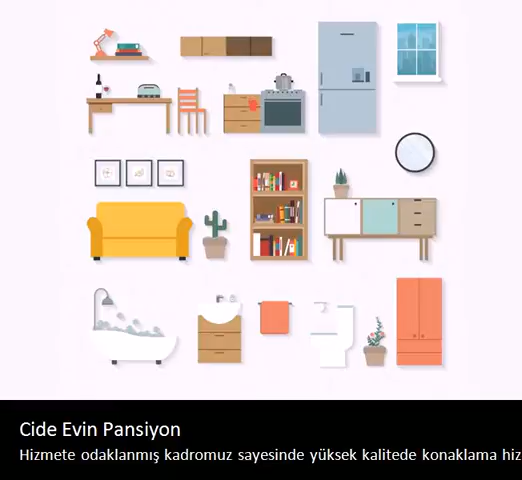 Cide Evin Pansiyon
Hizmete odaklanmış kadromuz sayesinde yüksek kalitede konaklama hiz